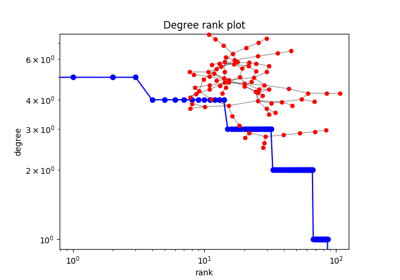 Degree rank plot
degree
6 × 10⁰
4 × 10⁰
3 × 10⁰
2 × 10⁰
10⁰
10⁰
10¹
10²
rank